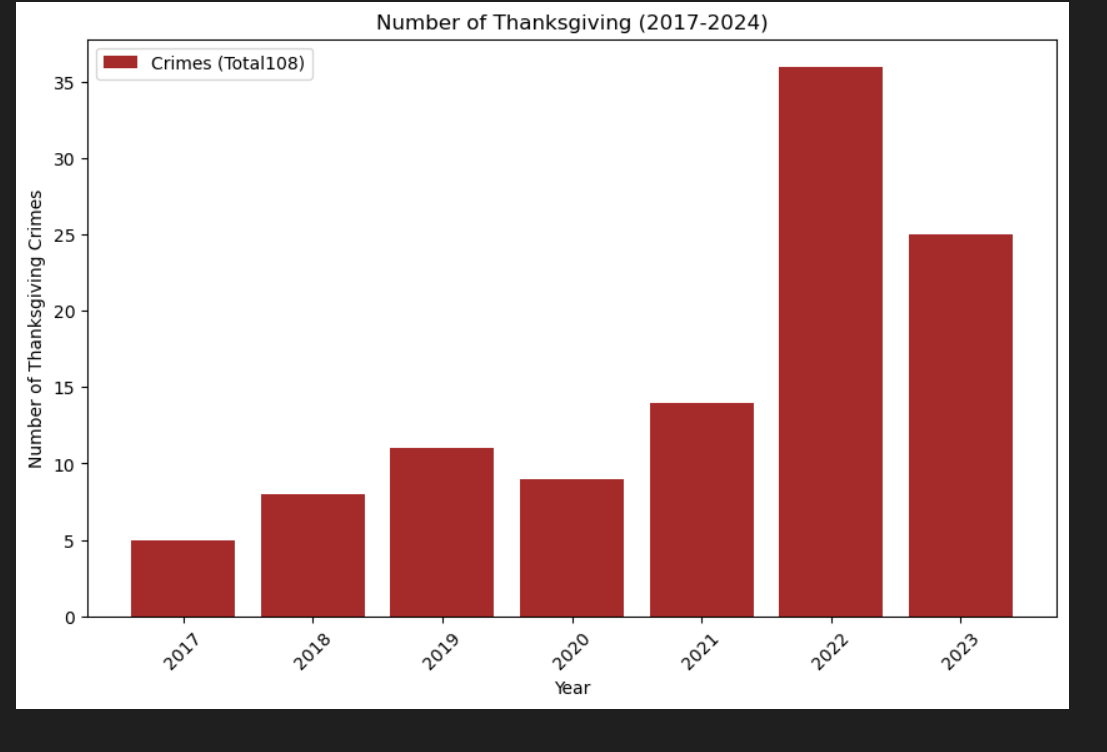 Number of Thanksgiving (2017-2024)
Crimes (Total108)
Number of Thanksgiving Crimes
35
30
25
20
15
10
5
0
2017 2018 2019 2020 2021 2022 2023
Year